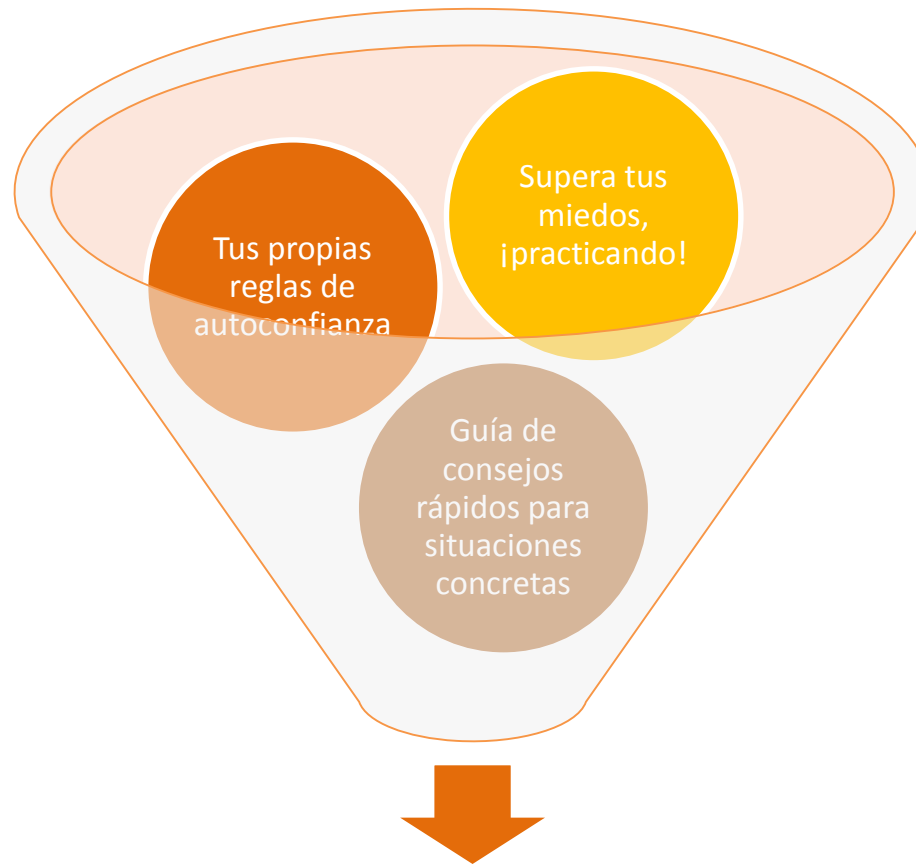 Supera tus
miedos,
¡practicando!
Tus propias
reglas de
autoconfianza
Guía de
consejos
rápidos para
situaciones
concretas